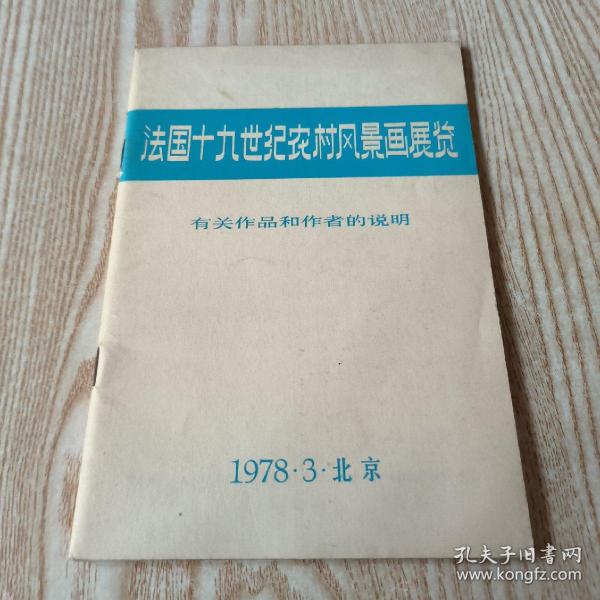 法国十九世纪农村风景画展览
有关作品和作者的说明
1978·3·北京
孔夫子旧书网
www.kongfz.com